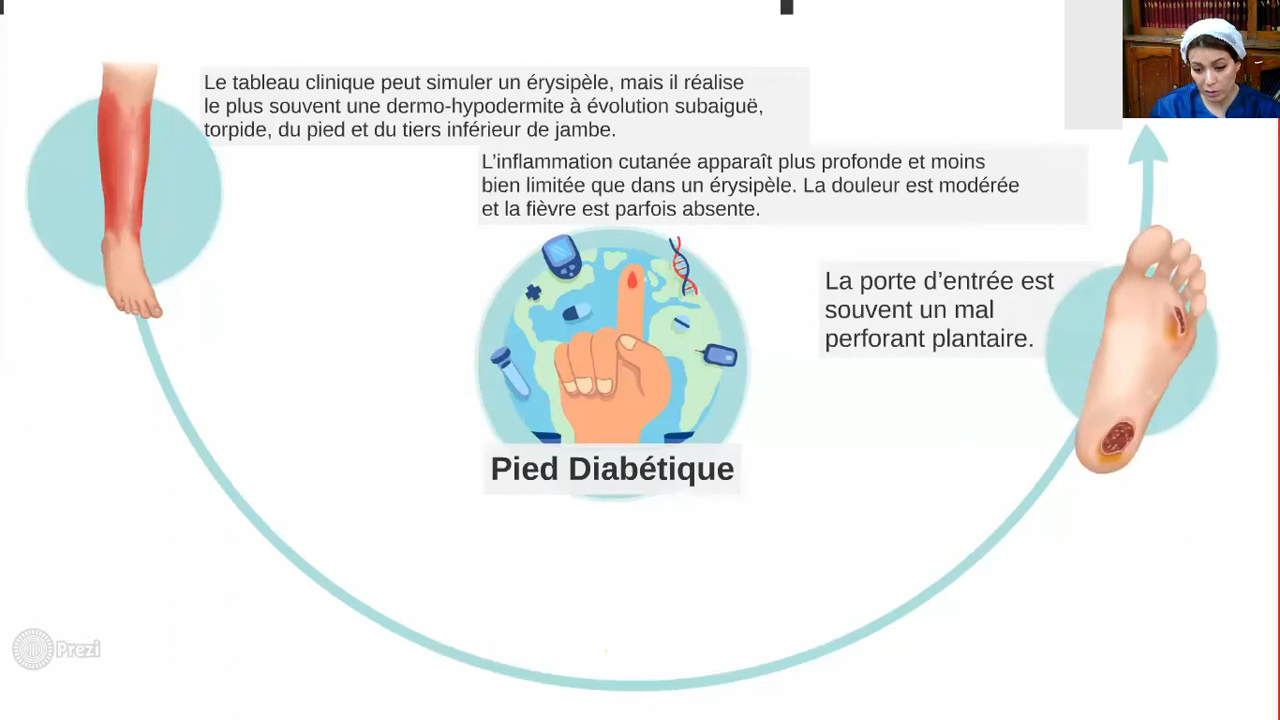 Le tableau clinique peut simuler un érysipèle, mais il réalise
le plus souvent une dermo-hypodermite à évolution subaiguë,
torpide, du pied et du tiers inférieur de jambe.
L'inflammation cutanée apparaît plus profonde et moins
bien limitée que dans un érysipèle. La douleur est modérée
et la fièvre est parfois absente.
La porte d'entrée est
souvent un mal
perforant plantaire.
Pied Diabétique
Prezi